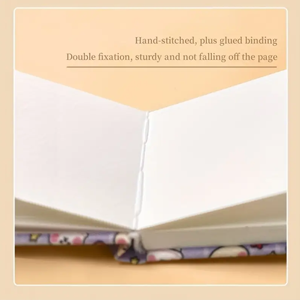 Hand-stitched, plus glued binding
Double fixation, sturdy and not falling off the page